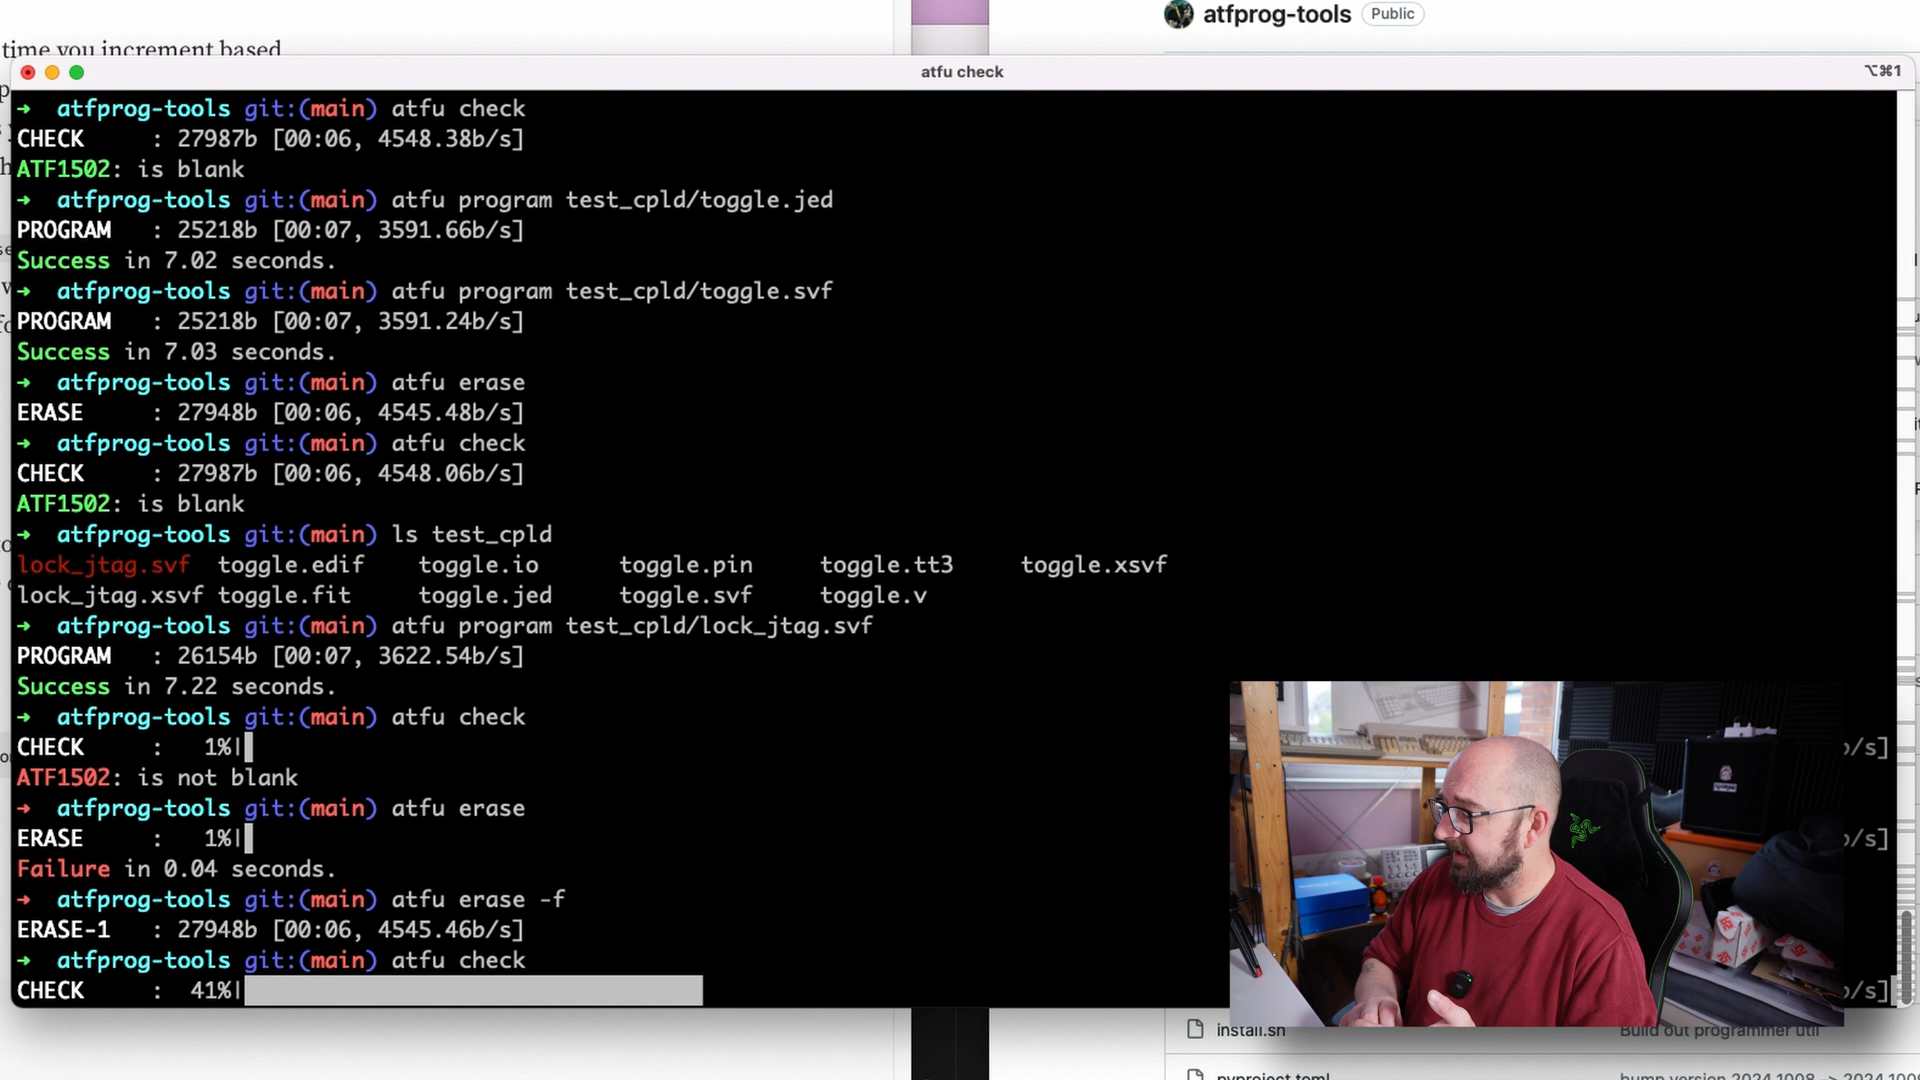 atfprog-tools Public
time you increment based
atfu check
⌥⌘1
➜ atfprog-tools git:(main) atfu check
CHECK : 27987b [00:06, 4548.38b/s]
ATF1502: is blank
➜ atfprog-tools git:(main) atfu program test_cpld/toggle.jed
PROGRAM : 25218b [00:07, 3591.66b/s]
Success in 7.02 seconds.
➜ atfprog-tools git:(main) atfu program test_cpld/toggle.svf
PROGRAM : 25218b [00:07, 3591.24b/s]
Success in 7.03 seconds.
➜ atfprog-tools git:(main) atfu erase
ERASE : 27948b [00:06, 4545.48b/s]
➜ atfprog-tools git:(main) atfu check
CHECK : 27987b [00:06, 4548.06b/s]
ATF1502: is blank
➜ atfprog-tools git:(main) ls test_cpld
lock_jtag.svf toggle.edif toggle.io toggle.pin toggle.tt3 toggle.xsvf
lock_jtag.xsvf toggle.fit toggle.jed toggle.svf toggle.v
➜ atfprog-tools git:(main) atfu program test_cpld/lock_jtag.svf
PROGRAM : 26154b [00:07, 3622.54b/s]
Success in 7.22 seconds.
➜ atfprog-tools git:(main) atfu check
CHECK : 1%| b/s]
ATF1502: is not blank
➜ atfprog-tools git:(main) atfu erase
ERASE : 1%| b/s]
Failure in 0.04 seconds.
➜ atfprog-tools git:(main) atfu erase -f
ERASE-1 : 27948b [00:06, 4545.46b/s]
➜ atfprog-tools git:(main) atfu check
CHECK : 41%| b/s]
install.sh Build out programmer util
pyproject.toml bump version 2024.1008 -> 2024.100